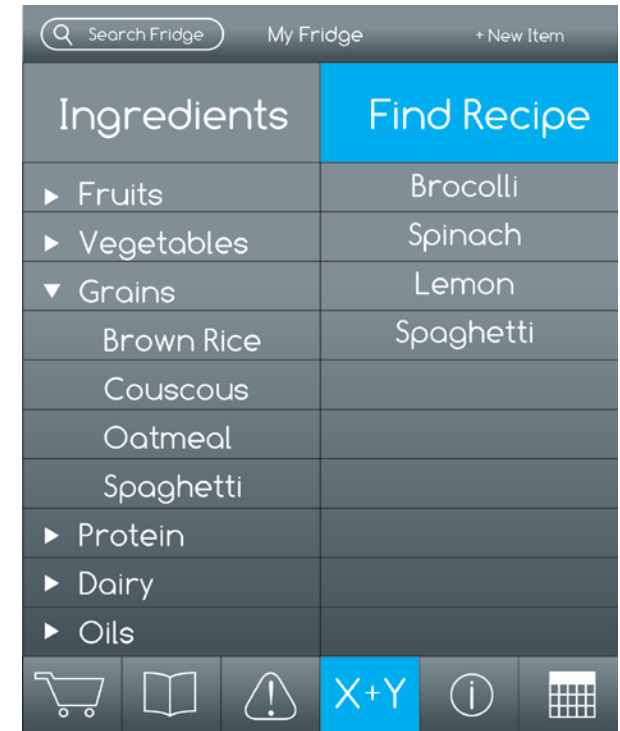 Search Fridge
My Fridge
+ New Item
Ingredients
Find Recipe
Fruits
Vegetables
Grains
Brown Rice
Couscous
Oatmeal
Spaghetti
Protein
Dairy
Oils
Brocolli
Spinach
Lemon
Spaghetti
X+Y
i